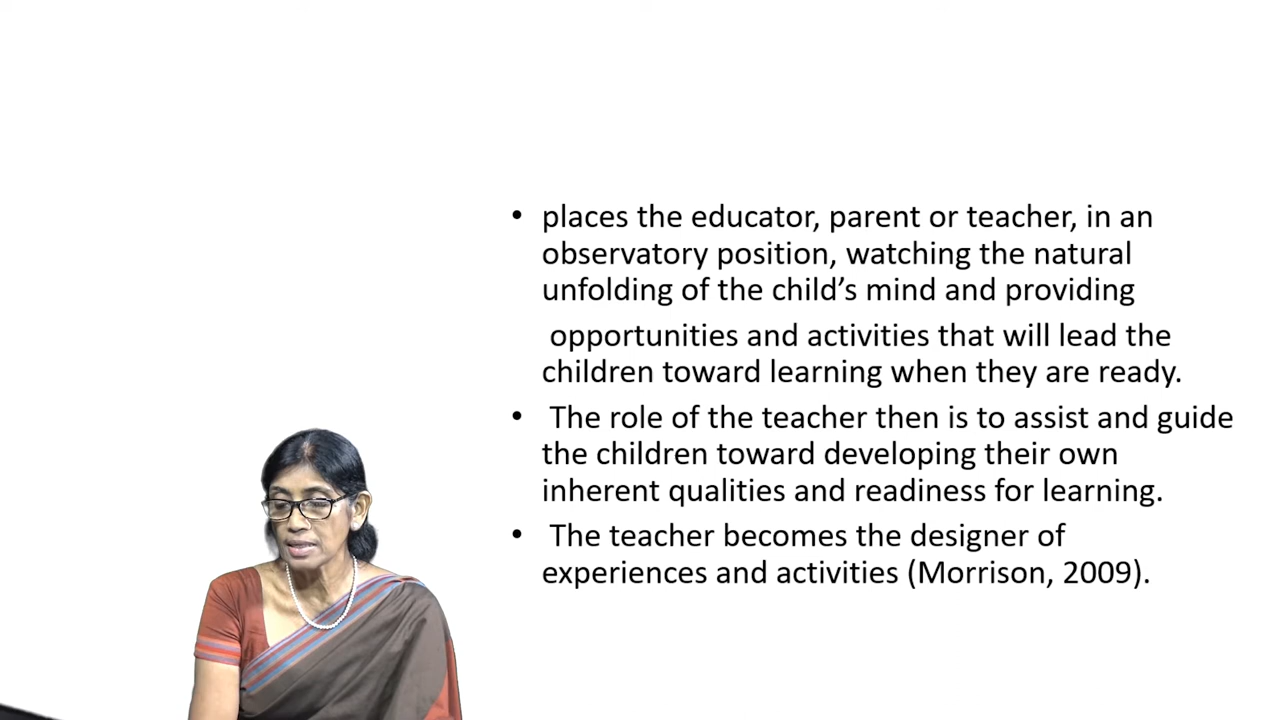 • places the educator, parent or teacher, in an
observatory position, watching the natural
unfolding of the child's mind and providing
opportunities and activities that will lead the
children toward learning when they are ready.
• The role of the teacher then is to assist and guide
the children toward developing their own
inherent qualities and readiness for learning.
• The teacher becomes the designer of
experiences and activities (Morrison, 2009).